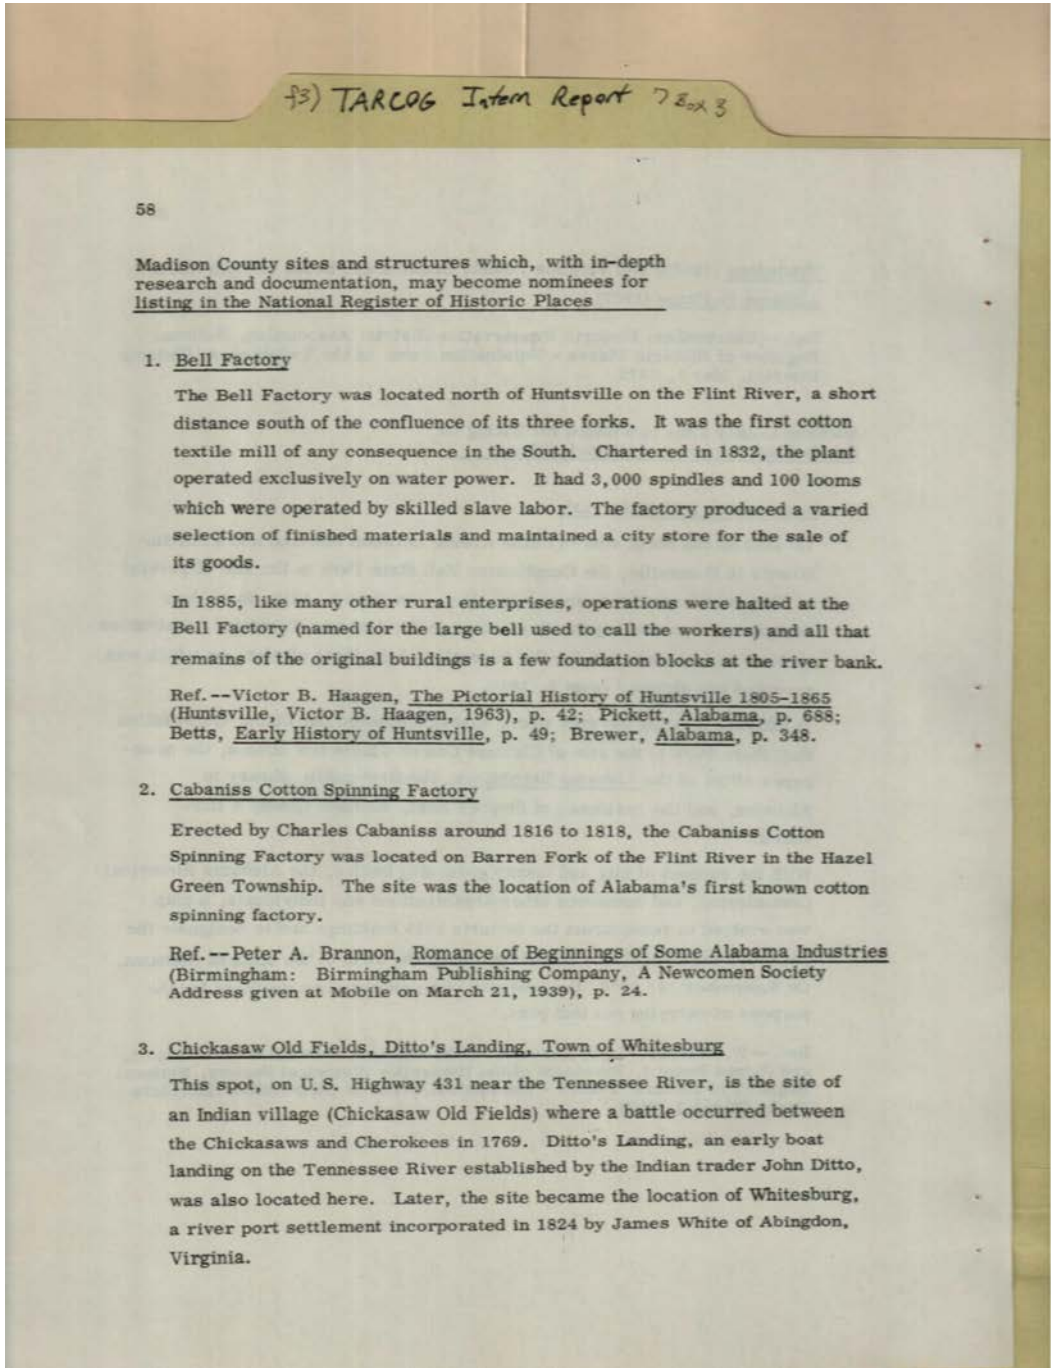 f3) TARCOG Intern Report > Box 3
58
Madison County sites and structures which, with in-depth
research and documentation, may become nominees for
listing in the National Register of Historic Places
1. Bell Factory
The Bell Factory was located north of Huntsville on the Flint River, a short
distance south of the confluence of its three forks. It was the first cotton
textile mill of any consequence in the South. Chartered in 1832, the plant
operated exclusively on water power. It had 3,000 spindles and 100 looms
which were operated by skilled slave labor. The factory produced a varied
selection of finished materials and maintained a city store for the sale of
its goods.
In 1885, like many other rural enterprises, operations were halted at the
Bell Factory (named for the large bell used to call the workers) and all that
remains of the original buildings is a few foundation blocks at the river bank.
Ref.--Victor B. Haagen, The Pictorial History of Huntsville 1805-1865
(Huntsville, Victor B. Haagen, 1963), p. 42; Pickett, Alabama, p. 688;
Betts, Early History of Huntsville, p. 49; Brewer, Alabama, p. 348.
2. Cabaniss Cotton Spinning Factory
Erected by Charles Cabaniss around 1816 to 1818, the Cabaniss Cotton
Spinning Factory was located on Barren Fork of the Flint River in the Hazel
Green Township. The site was the location of Alabama's first known cotton
spinning factory.
Ref.--Peter A. Brannon, Romance of Beginnings of Some Alabama Industries
(Birmingham: Birmingham Publishing Company, A Newcomen Society
Address given at Mobile on March 21, 1939), p. 24.
3. Chickasaw Old Fields, Ditto's Landing, Town of Whitesburg
This spot, on U.S. Highway 431 near the Tennessee River, is the site of
an Indian village (Chickasaw Old Fields) where a battle occurred between
the Chickasaws and Cherokees in 1769. Ditto's Landing, an early boat
landing on the Tennessee River established by the Indian trader John Ditto,
was also located here. Later, the site became the location of Whitesburg,
a river port settlement incorporated in 1824 by James White of Abingdon,
Virginia.